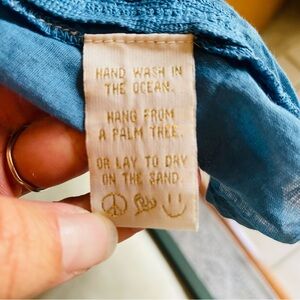 HAND WASH IN
THE OCEAN.
HANG FROM
A PALM TREE.
OR LAY TO DRY
ON THE SAND.